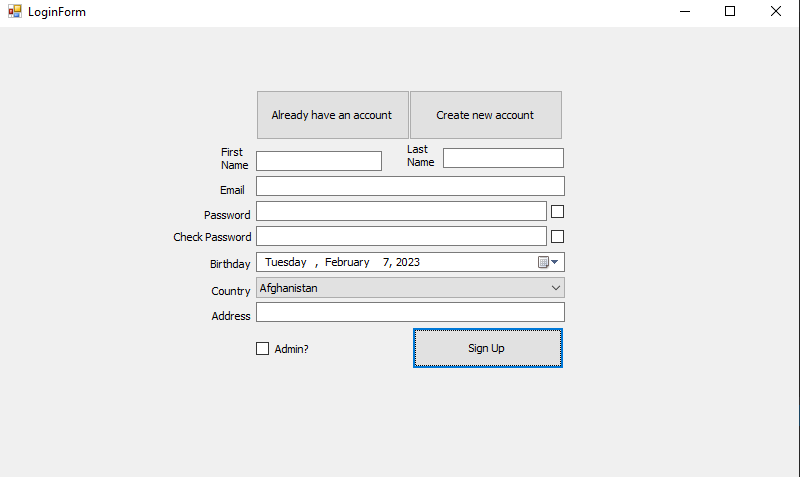 LoginForm
Already have an account
Create new account
First
Name
Last
Name
Email
Password
Check Password
Birthday
Tuesday , February 7, 2023
Country
Afghanistan
Address
Admin?
Sign Up